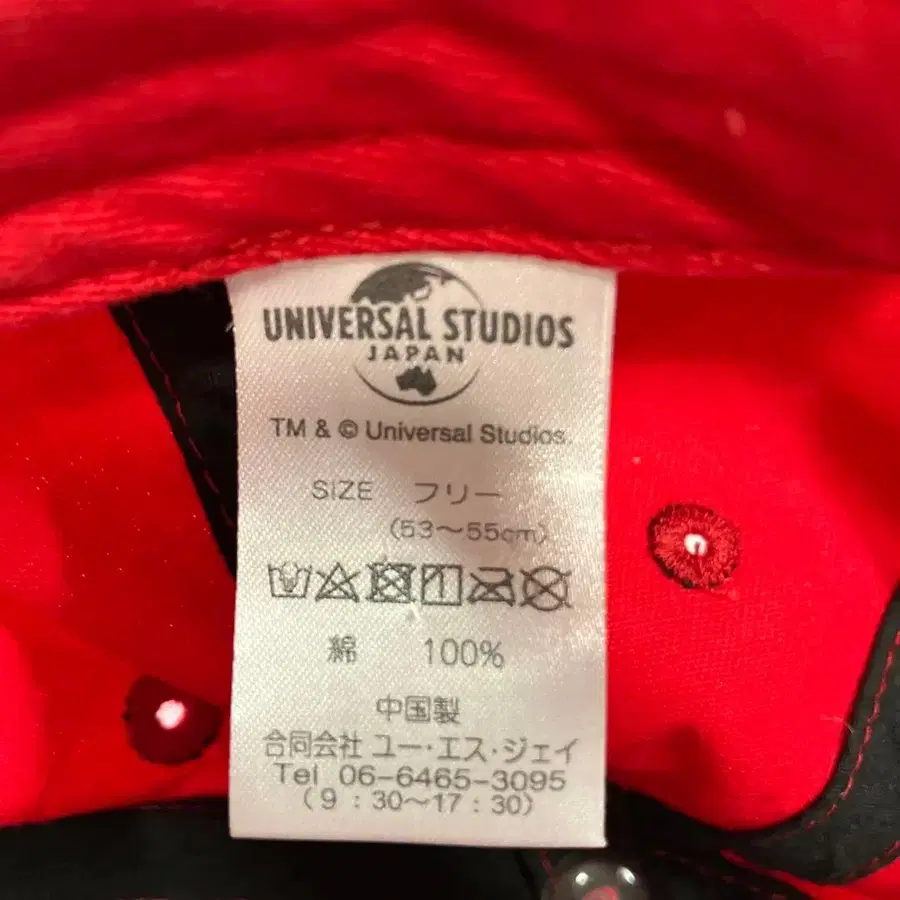 UNIVERSAL STUDIOS
JAPAN
TM & © Universal Studios.
SIZE フリー
(53〜55cm)
綿 100%
中国製
合同会社 ユー・エス・ジェイ
Tel 06-6465-3095
(9:30〜17:30)